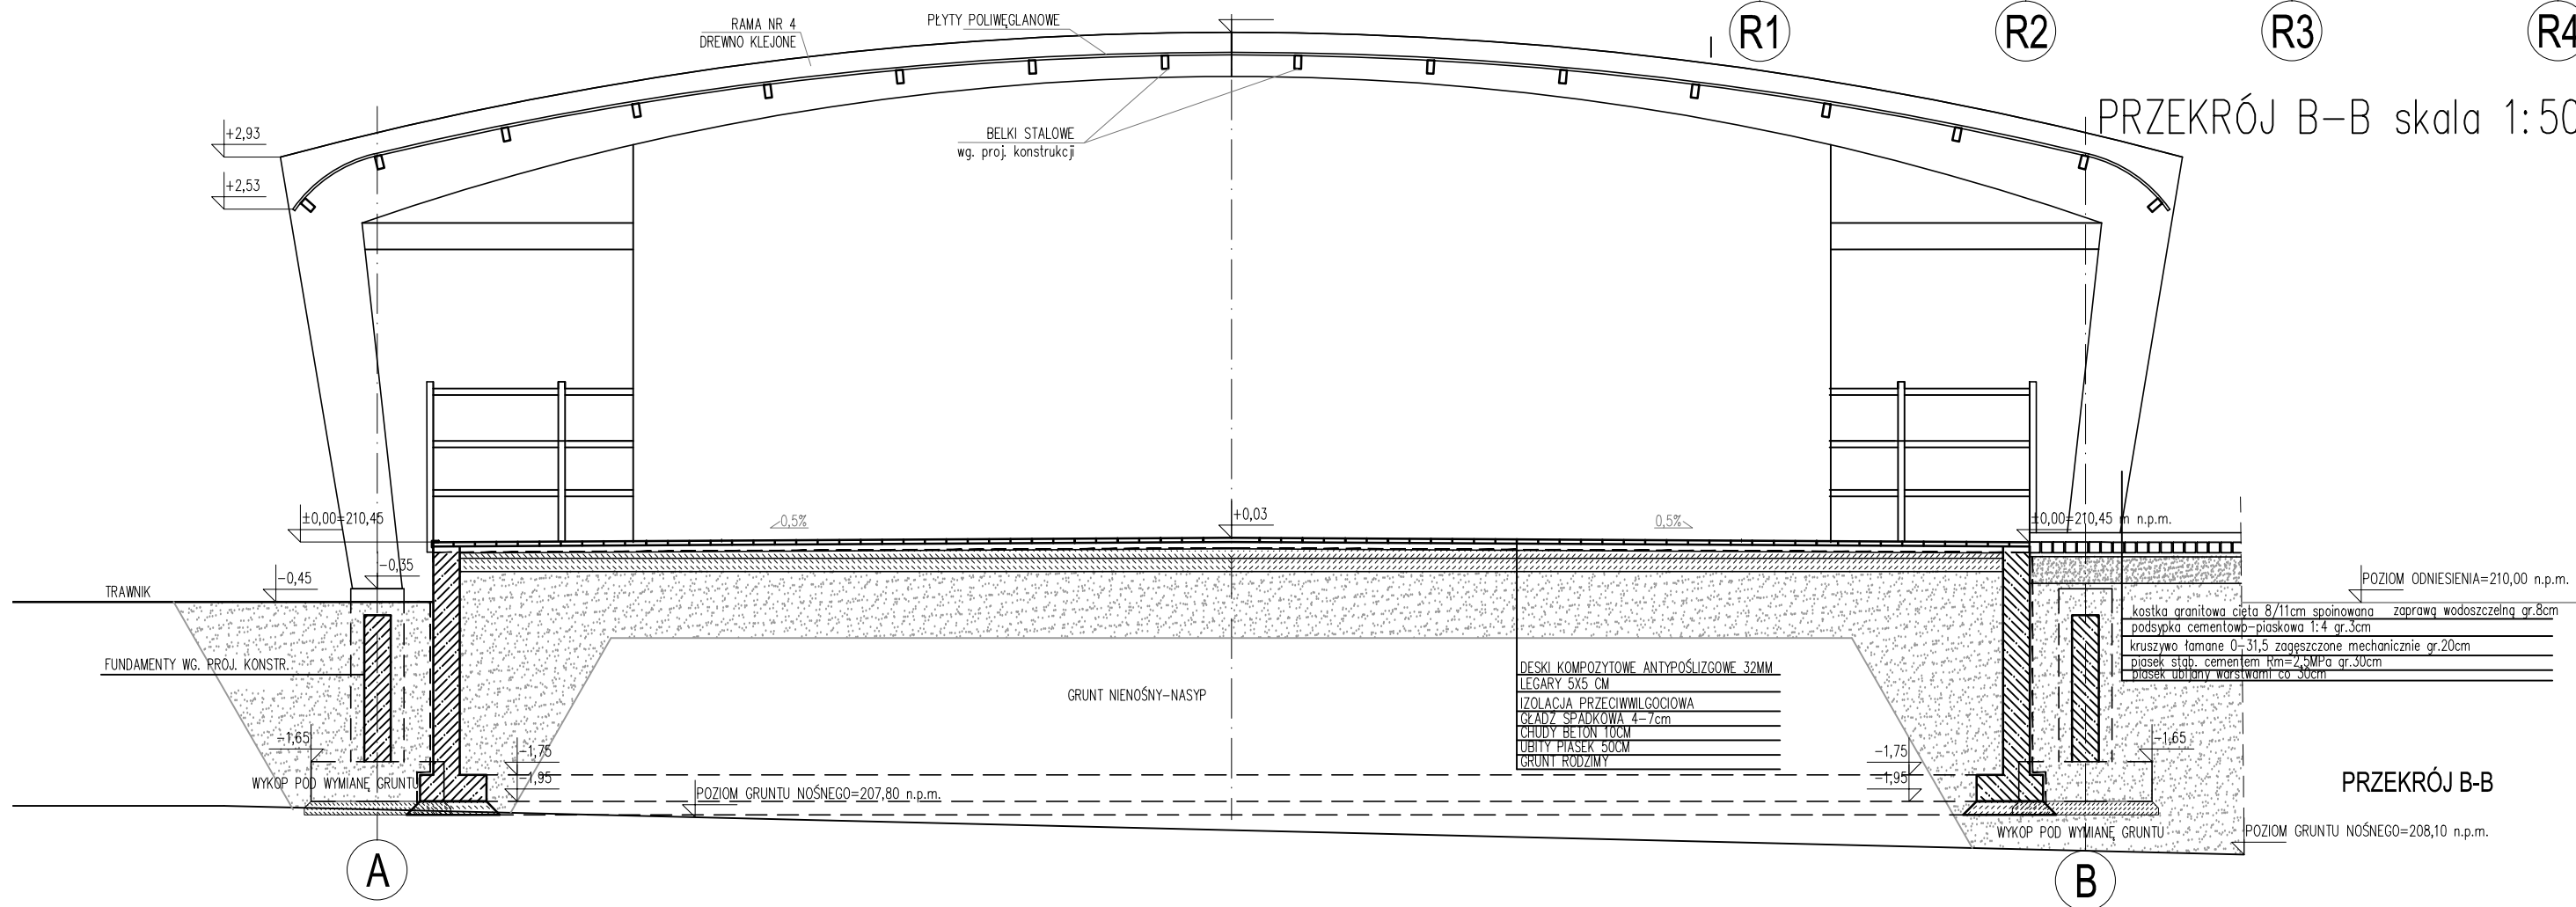 RAMA NR 4
DREWNO KLEJONE
PŁYTY POLIWĘGLANOWE
R1
R2
R3
R4
PRZEKRÓJ B-B skala 1:50
+2,93
+2,53
BELKI STALOWE
wg. proj. konstrukcji
±0,00=210,45
0,5%
+0,03
0,5%
±0,00=210,45 m n.p.m.
-0,45
-0,35
TRAWNIK
POZIOM ODNIESIENIA=210,00 n.p.m.
kostka granitowa cięta 8/11cm spoinowana zaprawą wodoszczelną gr.8cm
podsypka cementowo-piaskowa 1:4 gr.3cm
kruszywo łamane 0-31,5 zagęszczone mechanicznie gr.20cm
piasek stab. cementem Rm=2,5MPa gr.30cm
piasek ubijany warstwami co 30cm
FUNDAMENTY WG. PROJ. KONSTR.
GRUNT NIENOŚNY-NASYP
DESKI KOMPOZYTOWE ANTYPOŚLIZGOWE 32MM
LEGARY 5X5 CM
IZOLACJA PRZECIWWILGOCIOWA
GŁADŹ SPADKOWA 4-7cm
CHUDY BETON 10CM
UBITY PIASEK 50CM
GRUNT RODZIMY
-1,65
-1,75
-1,95
-1,75
-1,95
-1,65
WYKOP POD WYMIANĘ GRUNTU
POZIOM GRUNTU NOŚNEGO=207,80 n.p.m.
PRZEKRÓJ B-B
WYKOP POD WYMIANĘ GRUNTU
POZIOM GRUNTU NOŚNEGO=208,10 n.p.m.
A
B